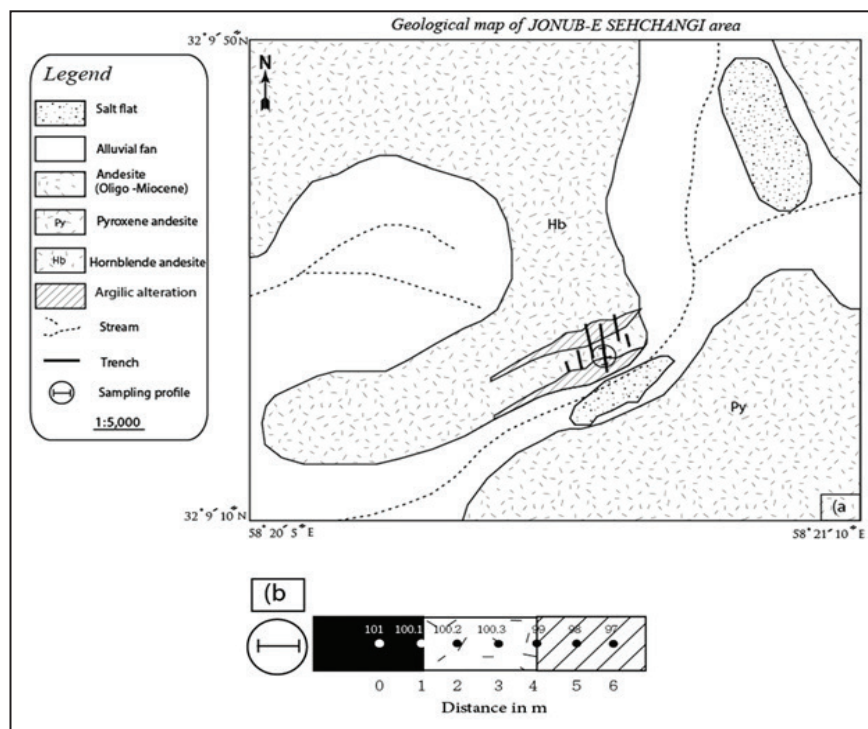 Geological map of JONUB-E SEHCHANGI area
32° 9' 50"N
Legend
Salt flat
Alluvial fan
Andesite
(Oligo -Miocene)
Py Pyroxene andesite
Hb Hornblende andesite
Argilic alteration
Stream
Trench
Sampling profile
1:5,000
N
Hb
Py
(a
32° 9' 10"N
58° 20' 5"E 58° 21' 10"E
(b
101 100.1 100.2 100.3 99 98 97
0 1 2 3 4 5 6
Distance in m